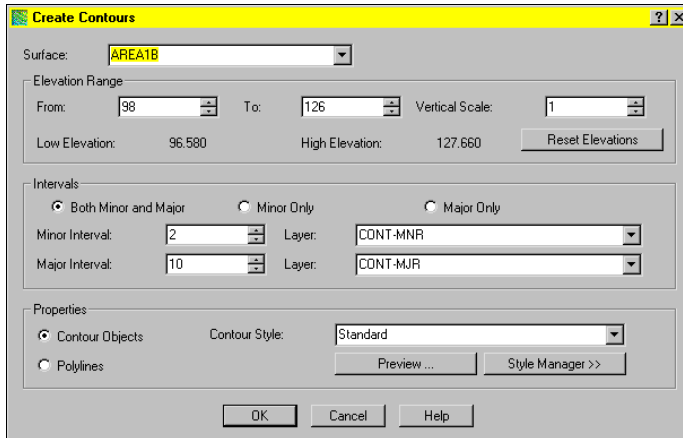 Create Contours
Surface: AREA1B
Elevation Range
From: 98 To: 126 Vertical Scale: 1
Low Elevation: 96.580 High Elevation: 127.660 Reset Elevations
Intervals
Both Minor and Major Minor Only Major Only
Minor Interval: 2 Layer: CONT-MNR
Major Interval: 10 Layer: CONT-MJR
Properties
Contour Objects Contour Style: Standard
Polylines Preview ... Style Manager >>
OK Cancel Help